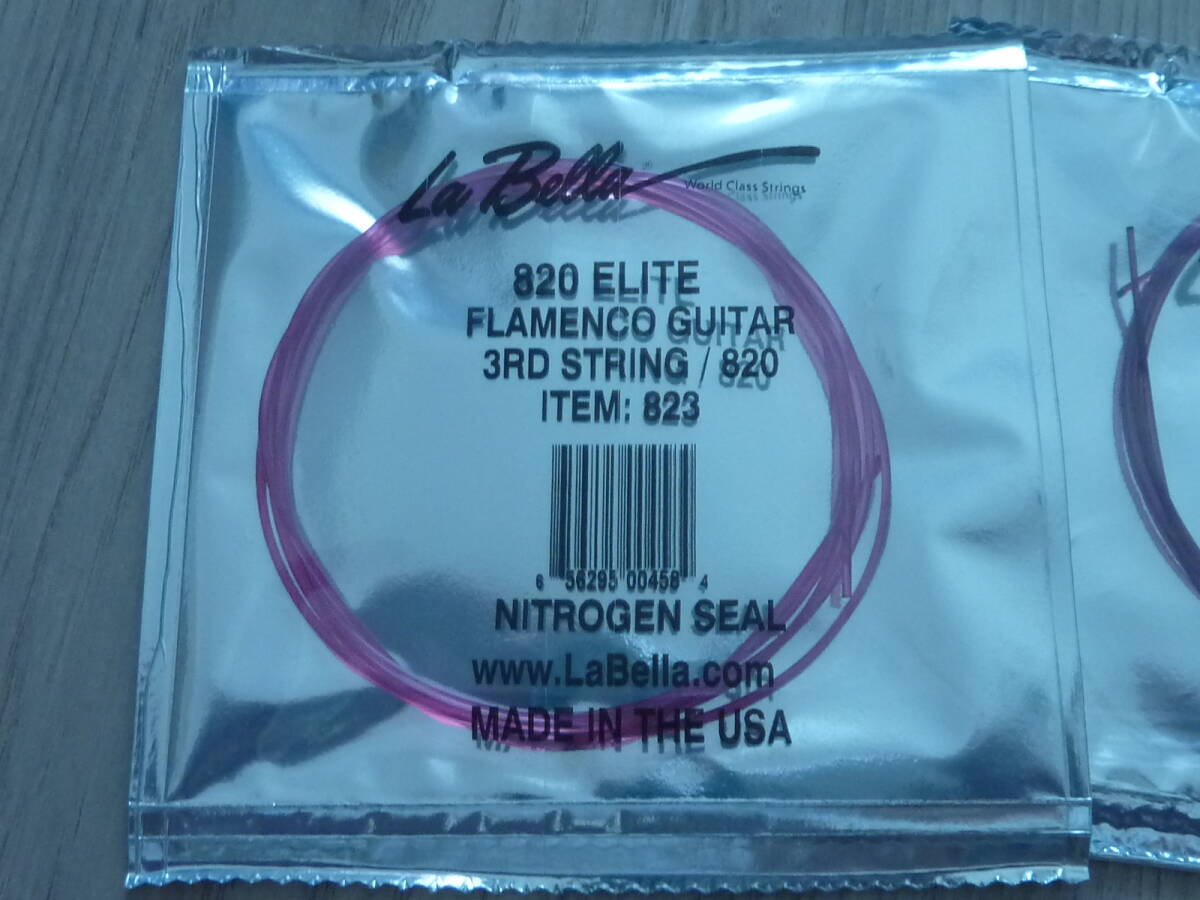 La Bella® World Class Strings
820 ELITE
FLAMENCO GUITAR
3RD STRING / 820
ITEM: 823
6 56295 00458 4
NITROGEN SEAL
www.LaBella.com
MADE IN THE USA